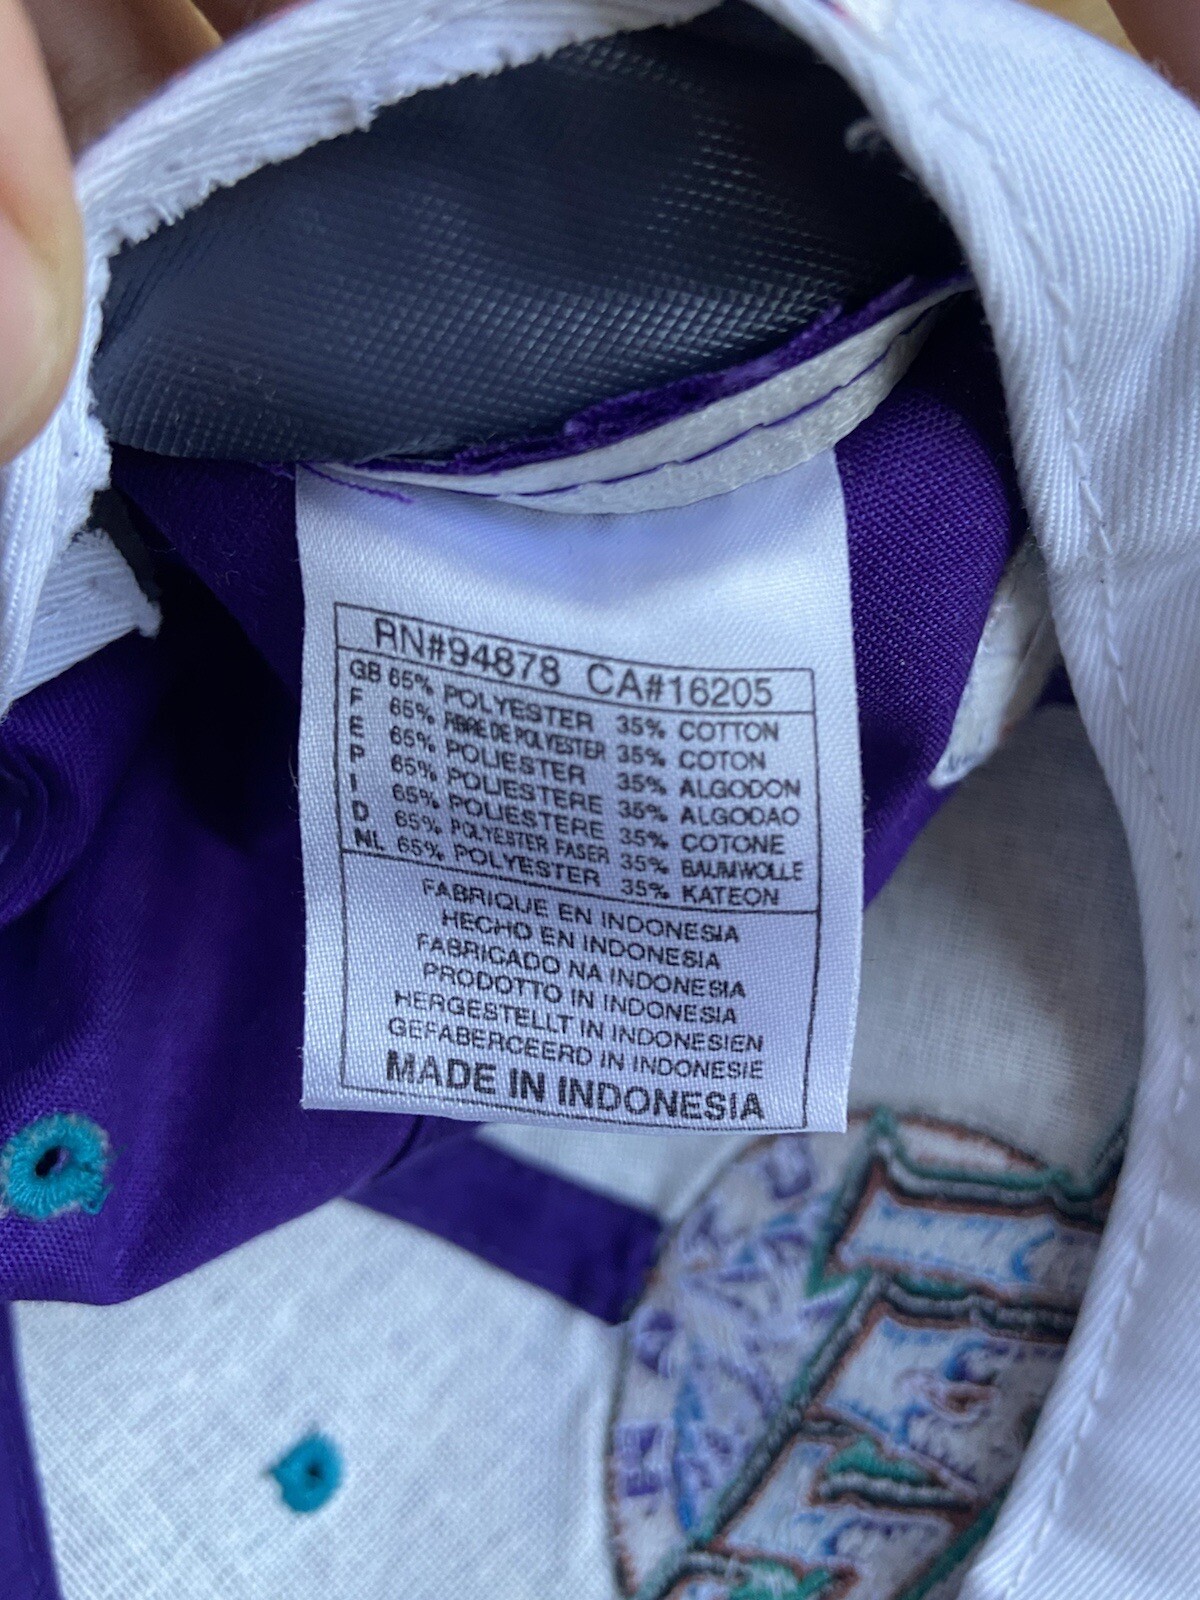 RN#94878 CA#16205
GB 65% POLYESTER 35% COTTON
F 65% FIBRE DE POLYESTER 35% COTON
E 65% POLIESTER 35% ALGODON
P 65% POLIESTERE 35% ALGODAO
I 65% POLIESTERE 35% COTONE
D 65% POLYESTER FASER 35% BAUMWOLLE
NL 65% POLYESTER 35% KATEON
FABRIQUE EN INDONESIA
HECHO EN INDONESIA
FABRICADO NA INDONESIA
PRODOTTO IN INDONESIA
HERGESTELLT IN INDONESIEN
GEFABERCEERD IN INDONESIE
MADE IN INDONESIA